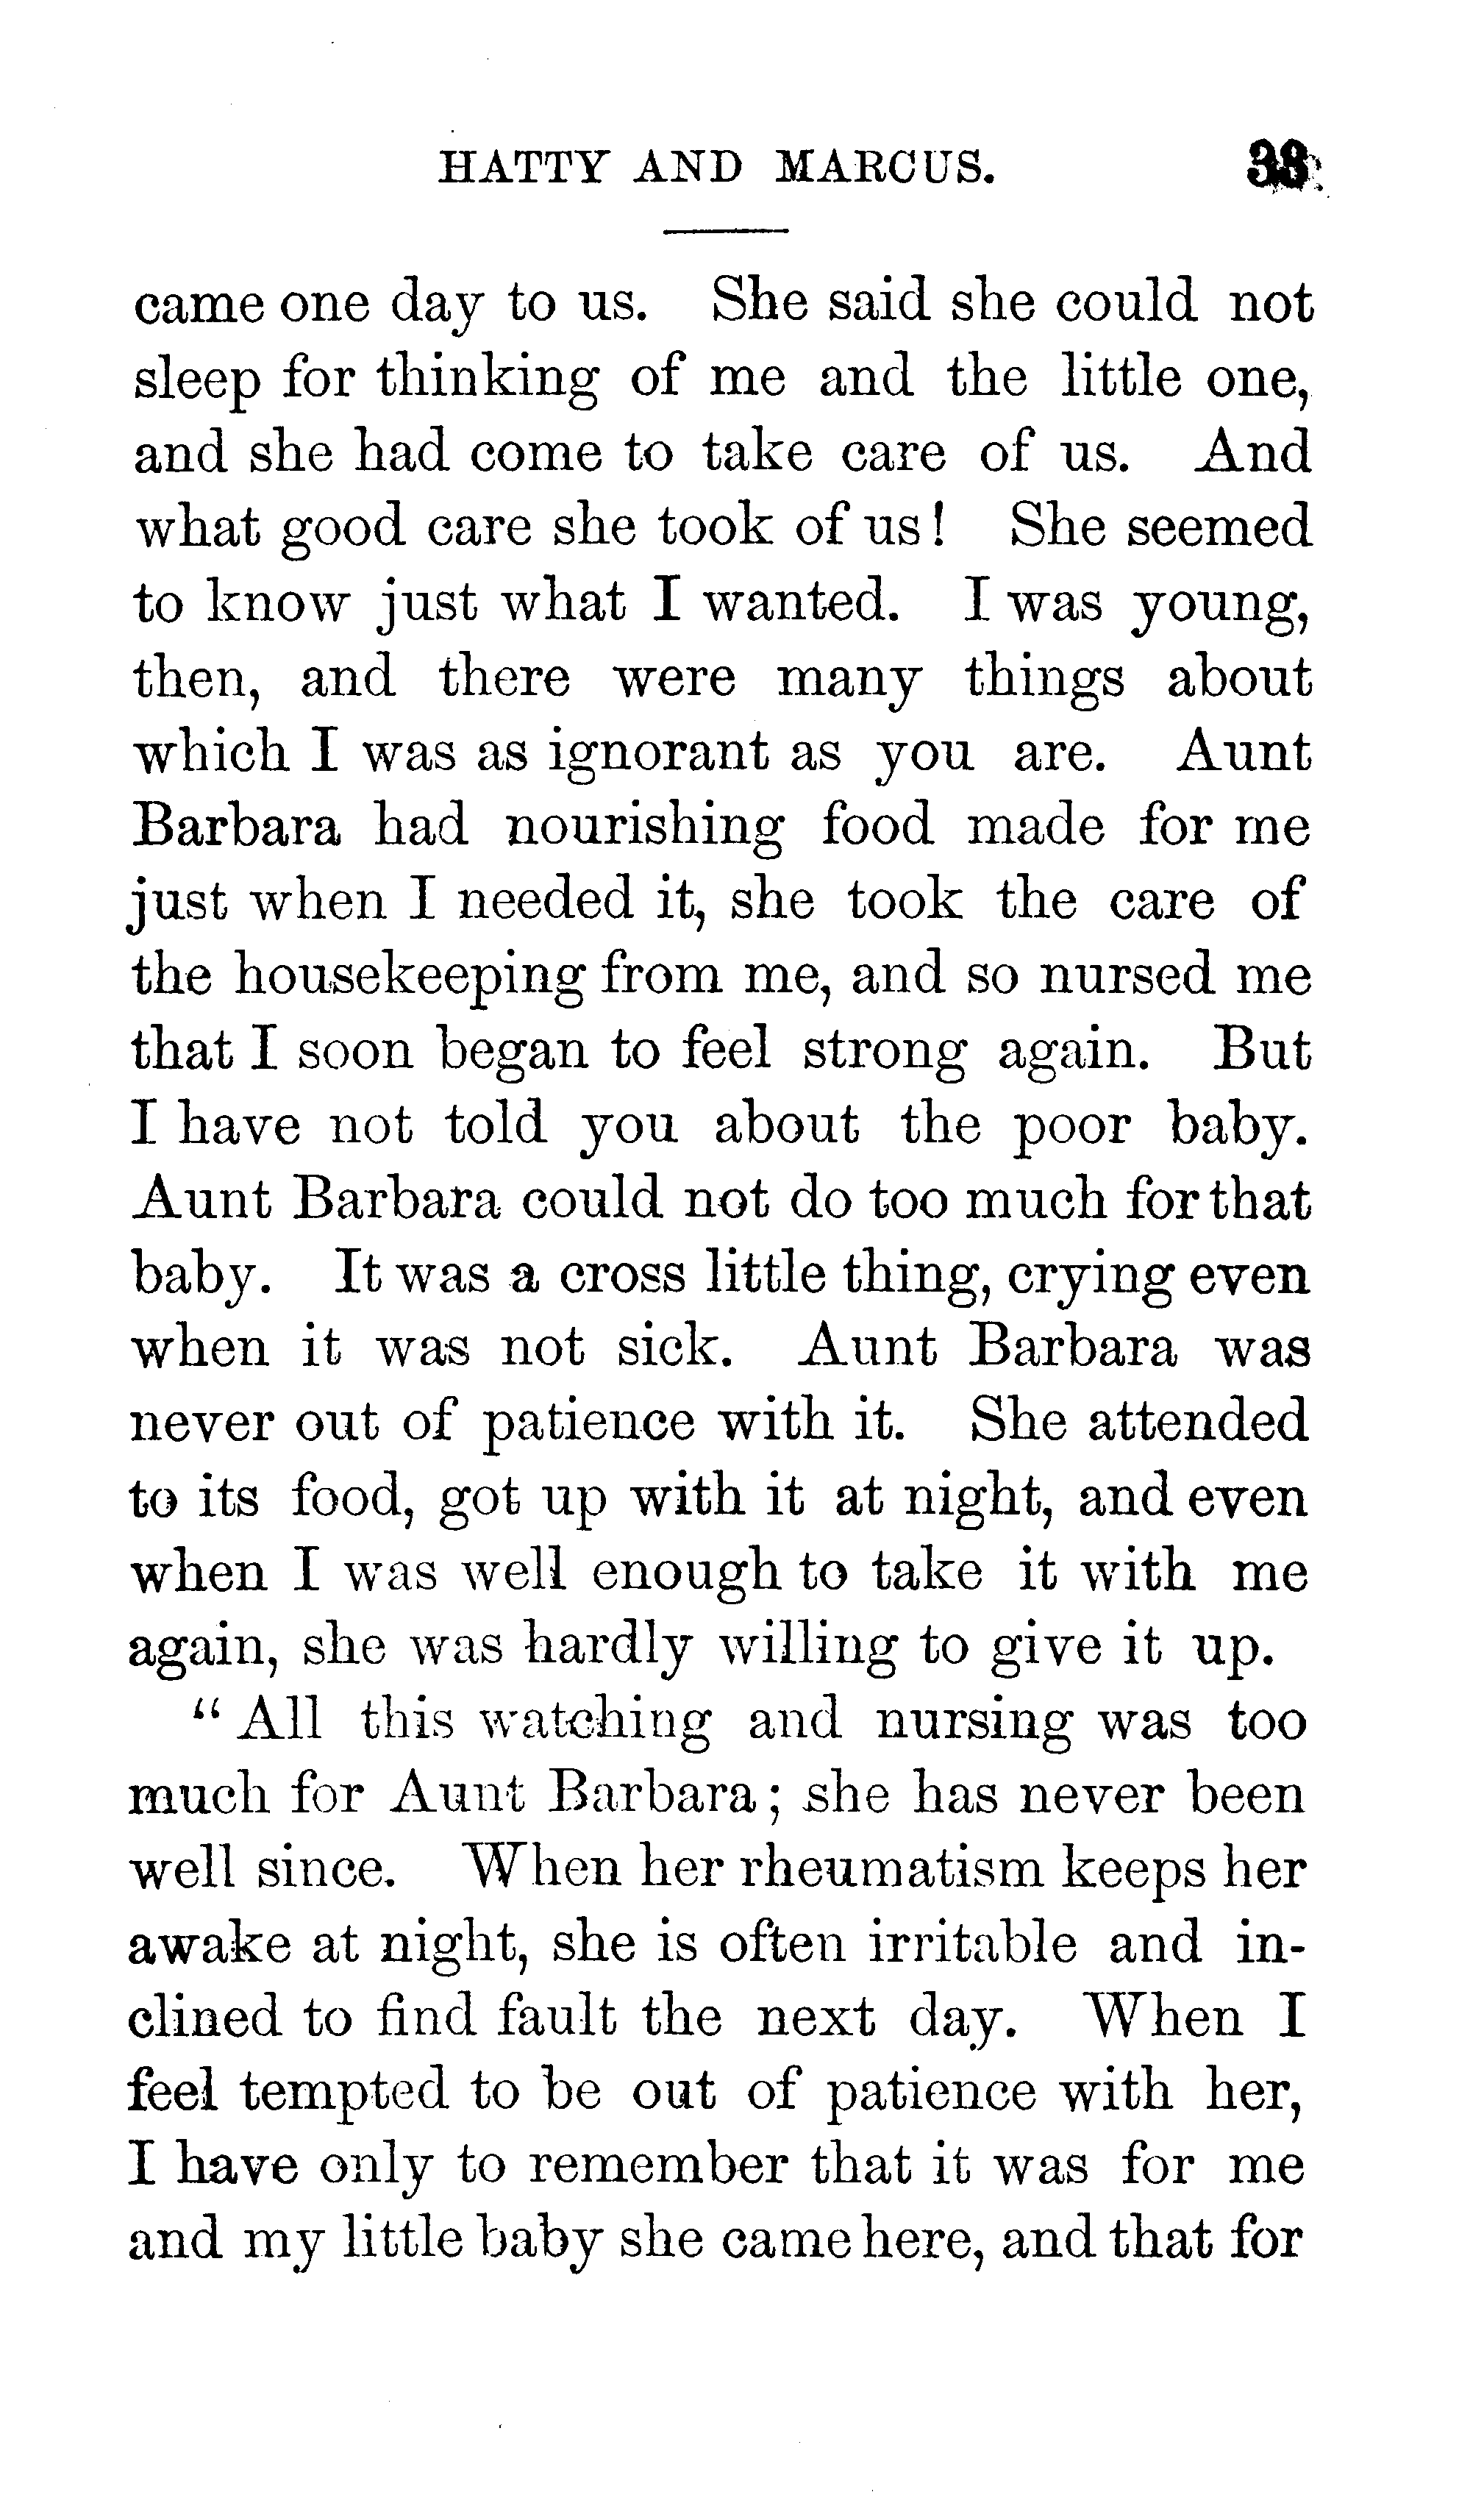 HATTY AND MARCUS. 33
came one day to us. She said she could not
sleep for thinking of me and the little one,
and she had come to take care of us. And
what good care she took of us! She seemed
to know just what I wanted. I was young,
then, and there were many things about
which I was as ignorant as you are. Aunt
Barbara had nourishing food made for me
just when I needed it, she took the care of
the housekeeping from me, and so nursed me
that I soon began to feel strong again. But
I have not told you about the poor baby.
Aunt Barbara could not do too much for that
baby. It was a cross little thing, crying even
when it was not sick. Aunt Barbara was
never out of patience with it. She attended
to its food, got up with it at night, and even
when I was well enough to take it with me
again, she was hardly willing to give it up.
“All this watching and nursing was too
much for Aunt Barbara; she has never been
well since. When her rheumatism keeps her
awake at night, she is often irritable and in-
clined to find fault the next day. When I
feel tempted to be out of patience with her,
I have only to remember that it was for me
and my little baby she came here, and that for